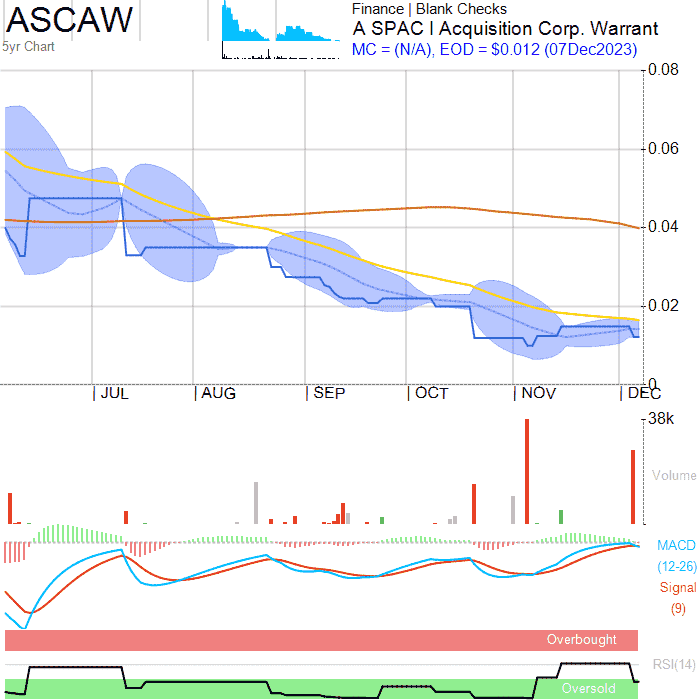 ASCAW
5yr Chart
Finance | Blank Checks
A SPAC I Acquisition Corp. Warrant
MC = (N/A), EOD = $0.012 (07Dec2023)
0.08
0.06
0.04
0.02
0
JUL AUG SEP OCT NOV DEC
38k
Volume
MACD
(12-26)
Signal
(9)
Overbought
RSI(14)
Oversold